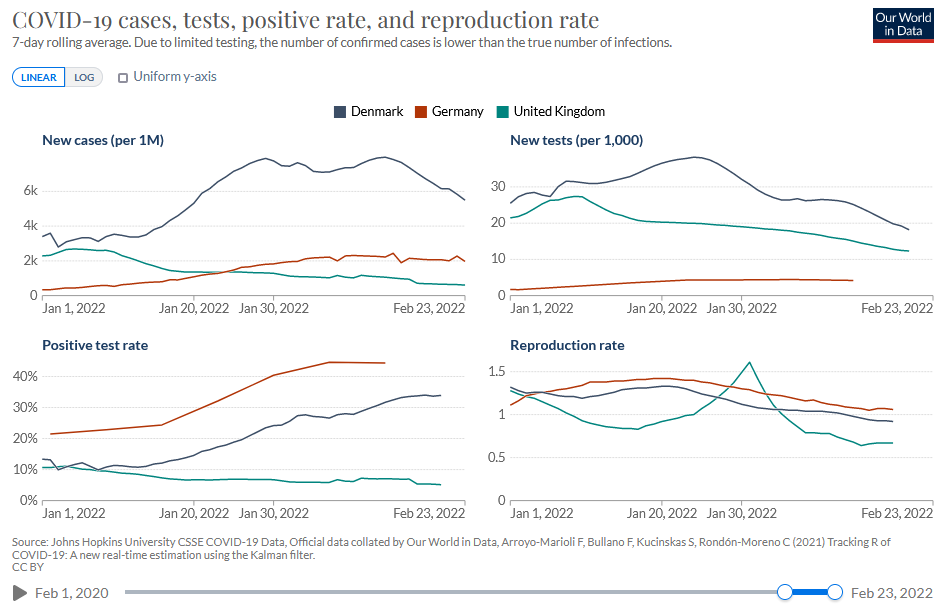 COVID-19 cases, tests, positive rate, and reproduction rate
7-day rolling average. Due to limited testing, the number of confirmed cases is lower than the true number of infections.
Our World
in Data
LINEAR LOG Uniform y-axis
Denmark Germany United Kingdom
New cases (per 1M)
6k
4k
2k
0
Jan 1, 2022 Jan 20, 2022 Jan 30, 2022 Feb 23, 2022
New tests (per 1,000)
30
20
10
0
Jan 1, 2022 Jan 20, 2022 Jan 30, 2022 Feb 23, 2022
Positive test rate
40%
30%
20%
10%
0%
Jan 1, 2022 Jan 20, 2022 Jan 30, 2022 Feb 23, 2022
Reproduction rate
1.5
1
0.5
0
Jan 1, 2022 Jan 20, 2022 Jan 30, 2022 Feb 23, 2022
Source: Johns Hopkins University CSSE COVID-19 Data, Official data collated by Our World in Data, Arroyo-Marioli F, Bullano F, Kucinskas S, Rondón-Moreno C (2021) Tracking R of
COVID-19: A new real-time estimation using the Kalman filter.
CC BY
Feb 1, 2020 Feb 23, 2022